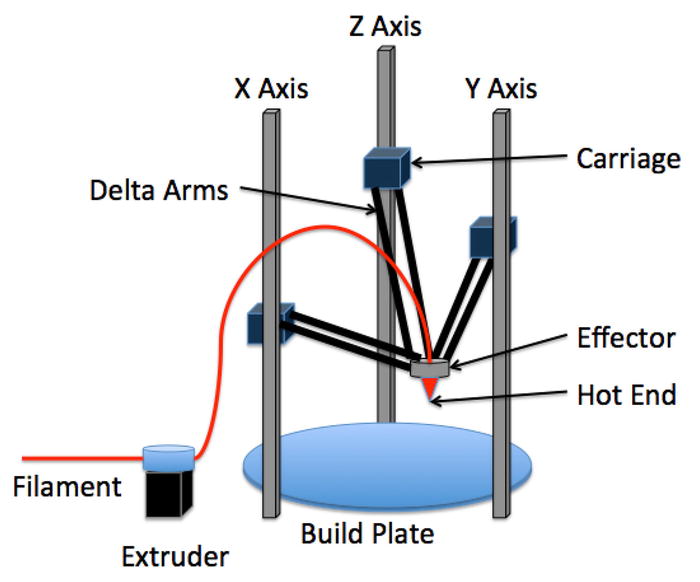 Z Axis
X Axis
Y Axis
Carriage
Delta Arms
Effector
Hot End
Filament
Build Plate
Extruder